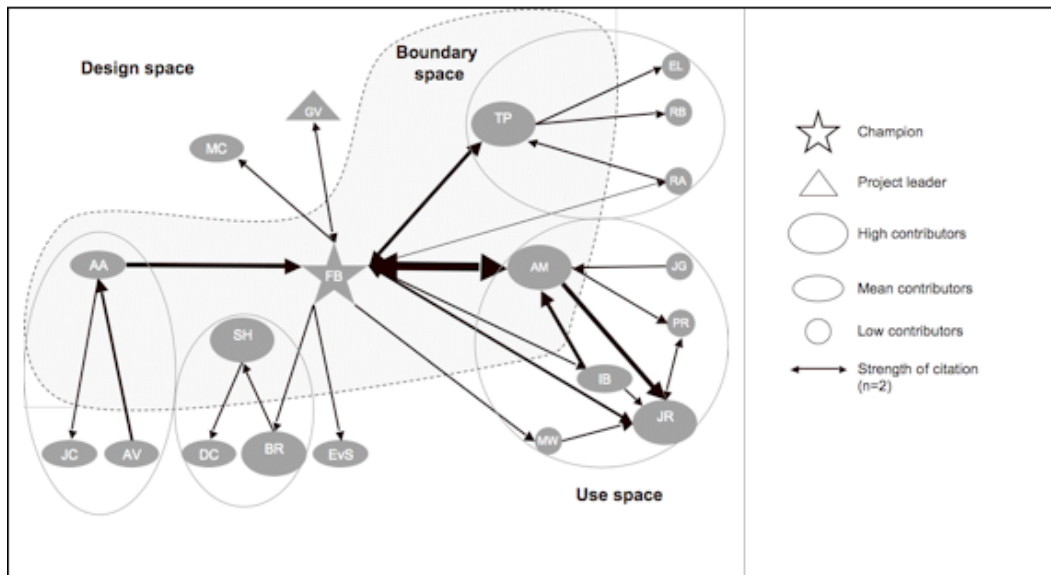 Design space
Boundary
space
EL
RB
TP
RA
GV
MC
AA
FB
AM
JG
PR
SH
IB
JR
MW
JC
AV
DC
BR
EvS
Use space
Champion
Project leader
High contributors
Mean contributors
Low contributors
Strength of citation
(n=2)